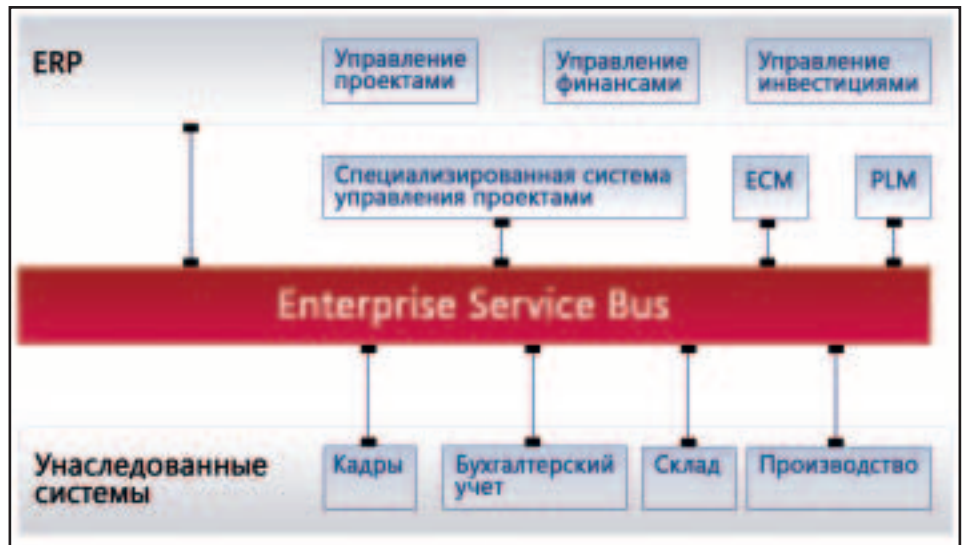 ERP
Управление
проектами
Управление
финансами
Управление
инвестициями
Специализированная система
управления проектами
ECM
PLM
Enterprise Service Bus
Унаследованные
системы
Кадры
Бухгалтерский
учет
Склад
Производство